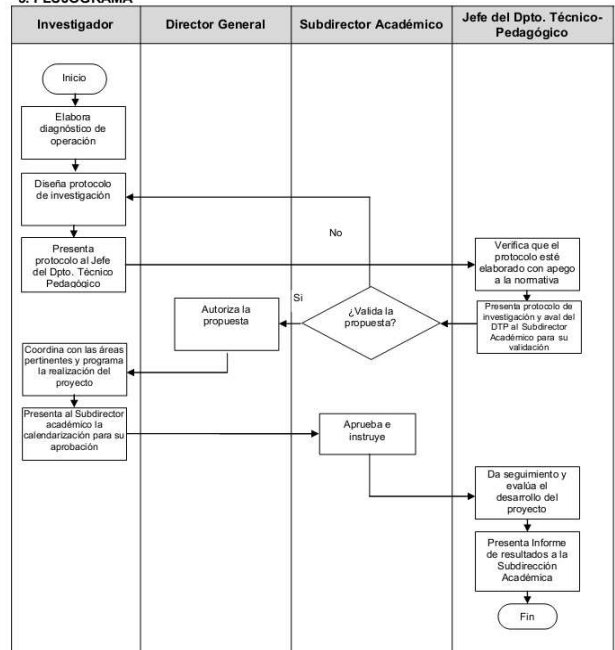 Investigador
Director General
Subdirector Académico
Jefe del Dpto. Técnico-
Pedagógico
Inicio
Elabora
diagnóstico de
operación
Diseña protocolo
de investigación
No
Presenta
protocolo al Jefe
del Dpto. Técnico
Pedagógico
Verifica que el
protocolo esté
elaborado con apego
a la normativa
Presenta protocolo de
investigación y aval del
DTP al Subdirector
Académico para su
validación
¿Valida la
propuesta?
Si
Autoriza la
propuesta
Coordina con las áreas
pertinentes y programa
la realización del
proyecto
Presenta al Subdirector
académico la
calendarización para su
aprobación
Aprueba e
instruye
Da seguimiento y
evalúa el
desarrollo del
proyecto
Presenta Informe
de resultados a la
Subdirección
Académica
Fin